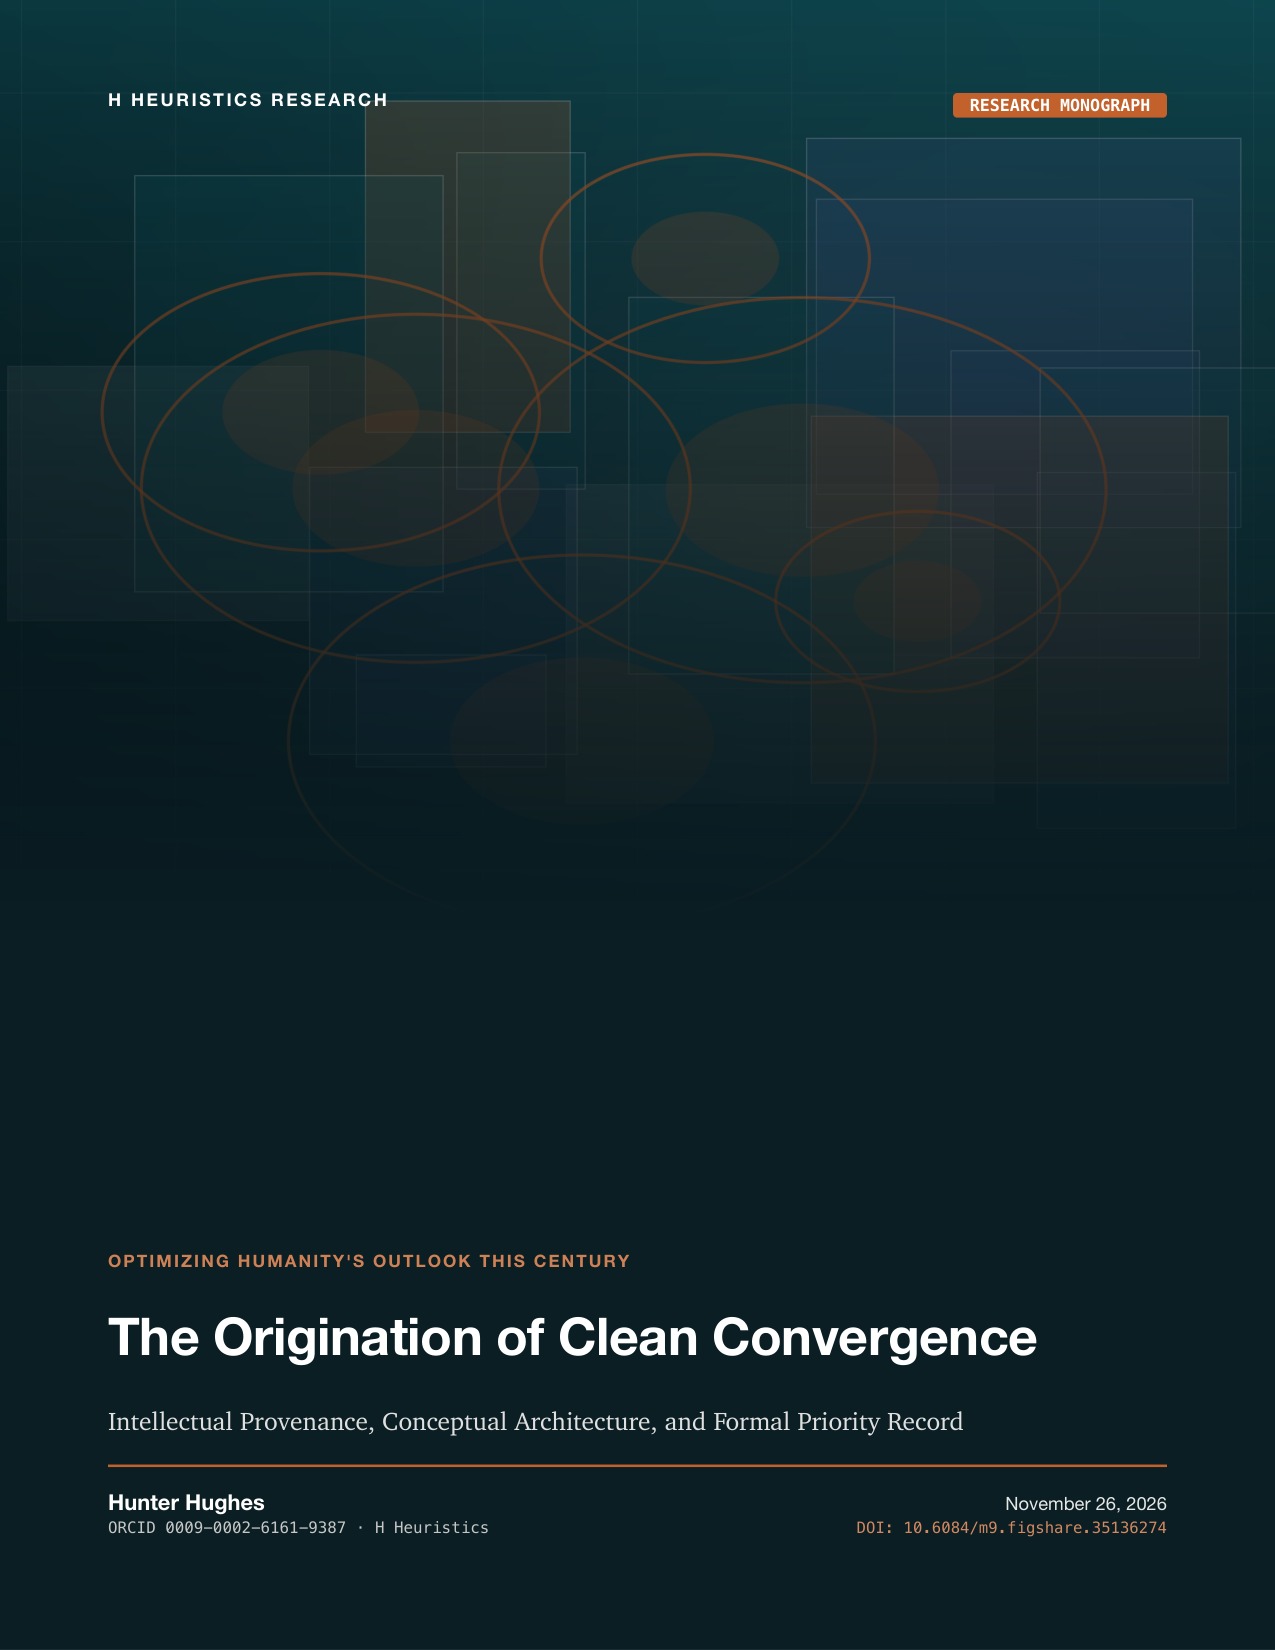 H HEURISTICS RESEARCH
RESEARCH MONOGRAPH
OPTIMIZING HUMANITY'S OUTLOOK THIS CENTURY
The Origination of Clean Convergence
Intellectual Provenance, Conceptual Architecture, and Formal Priority Record
Hunter Hughes
November 26, 2026
ORCID 0009-0002-6161-9387 · H Heuristics
DOI: 10.6084/m9.figshare.35136274